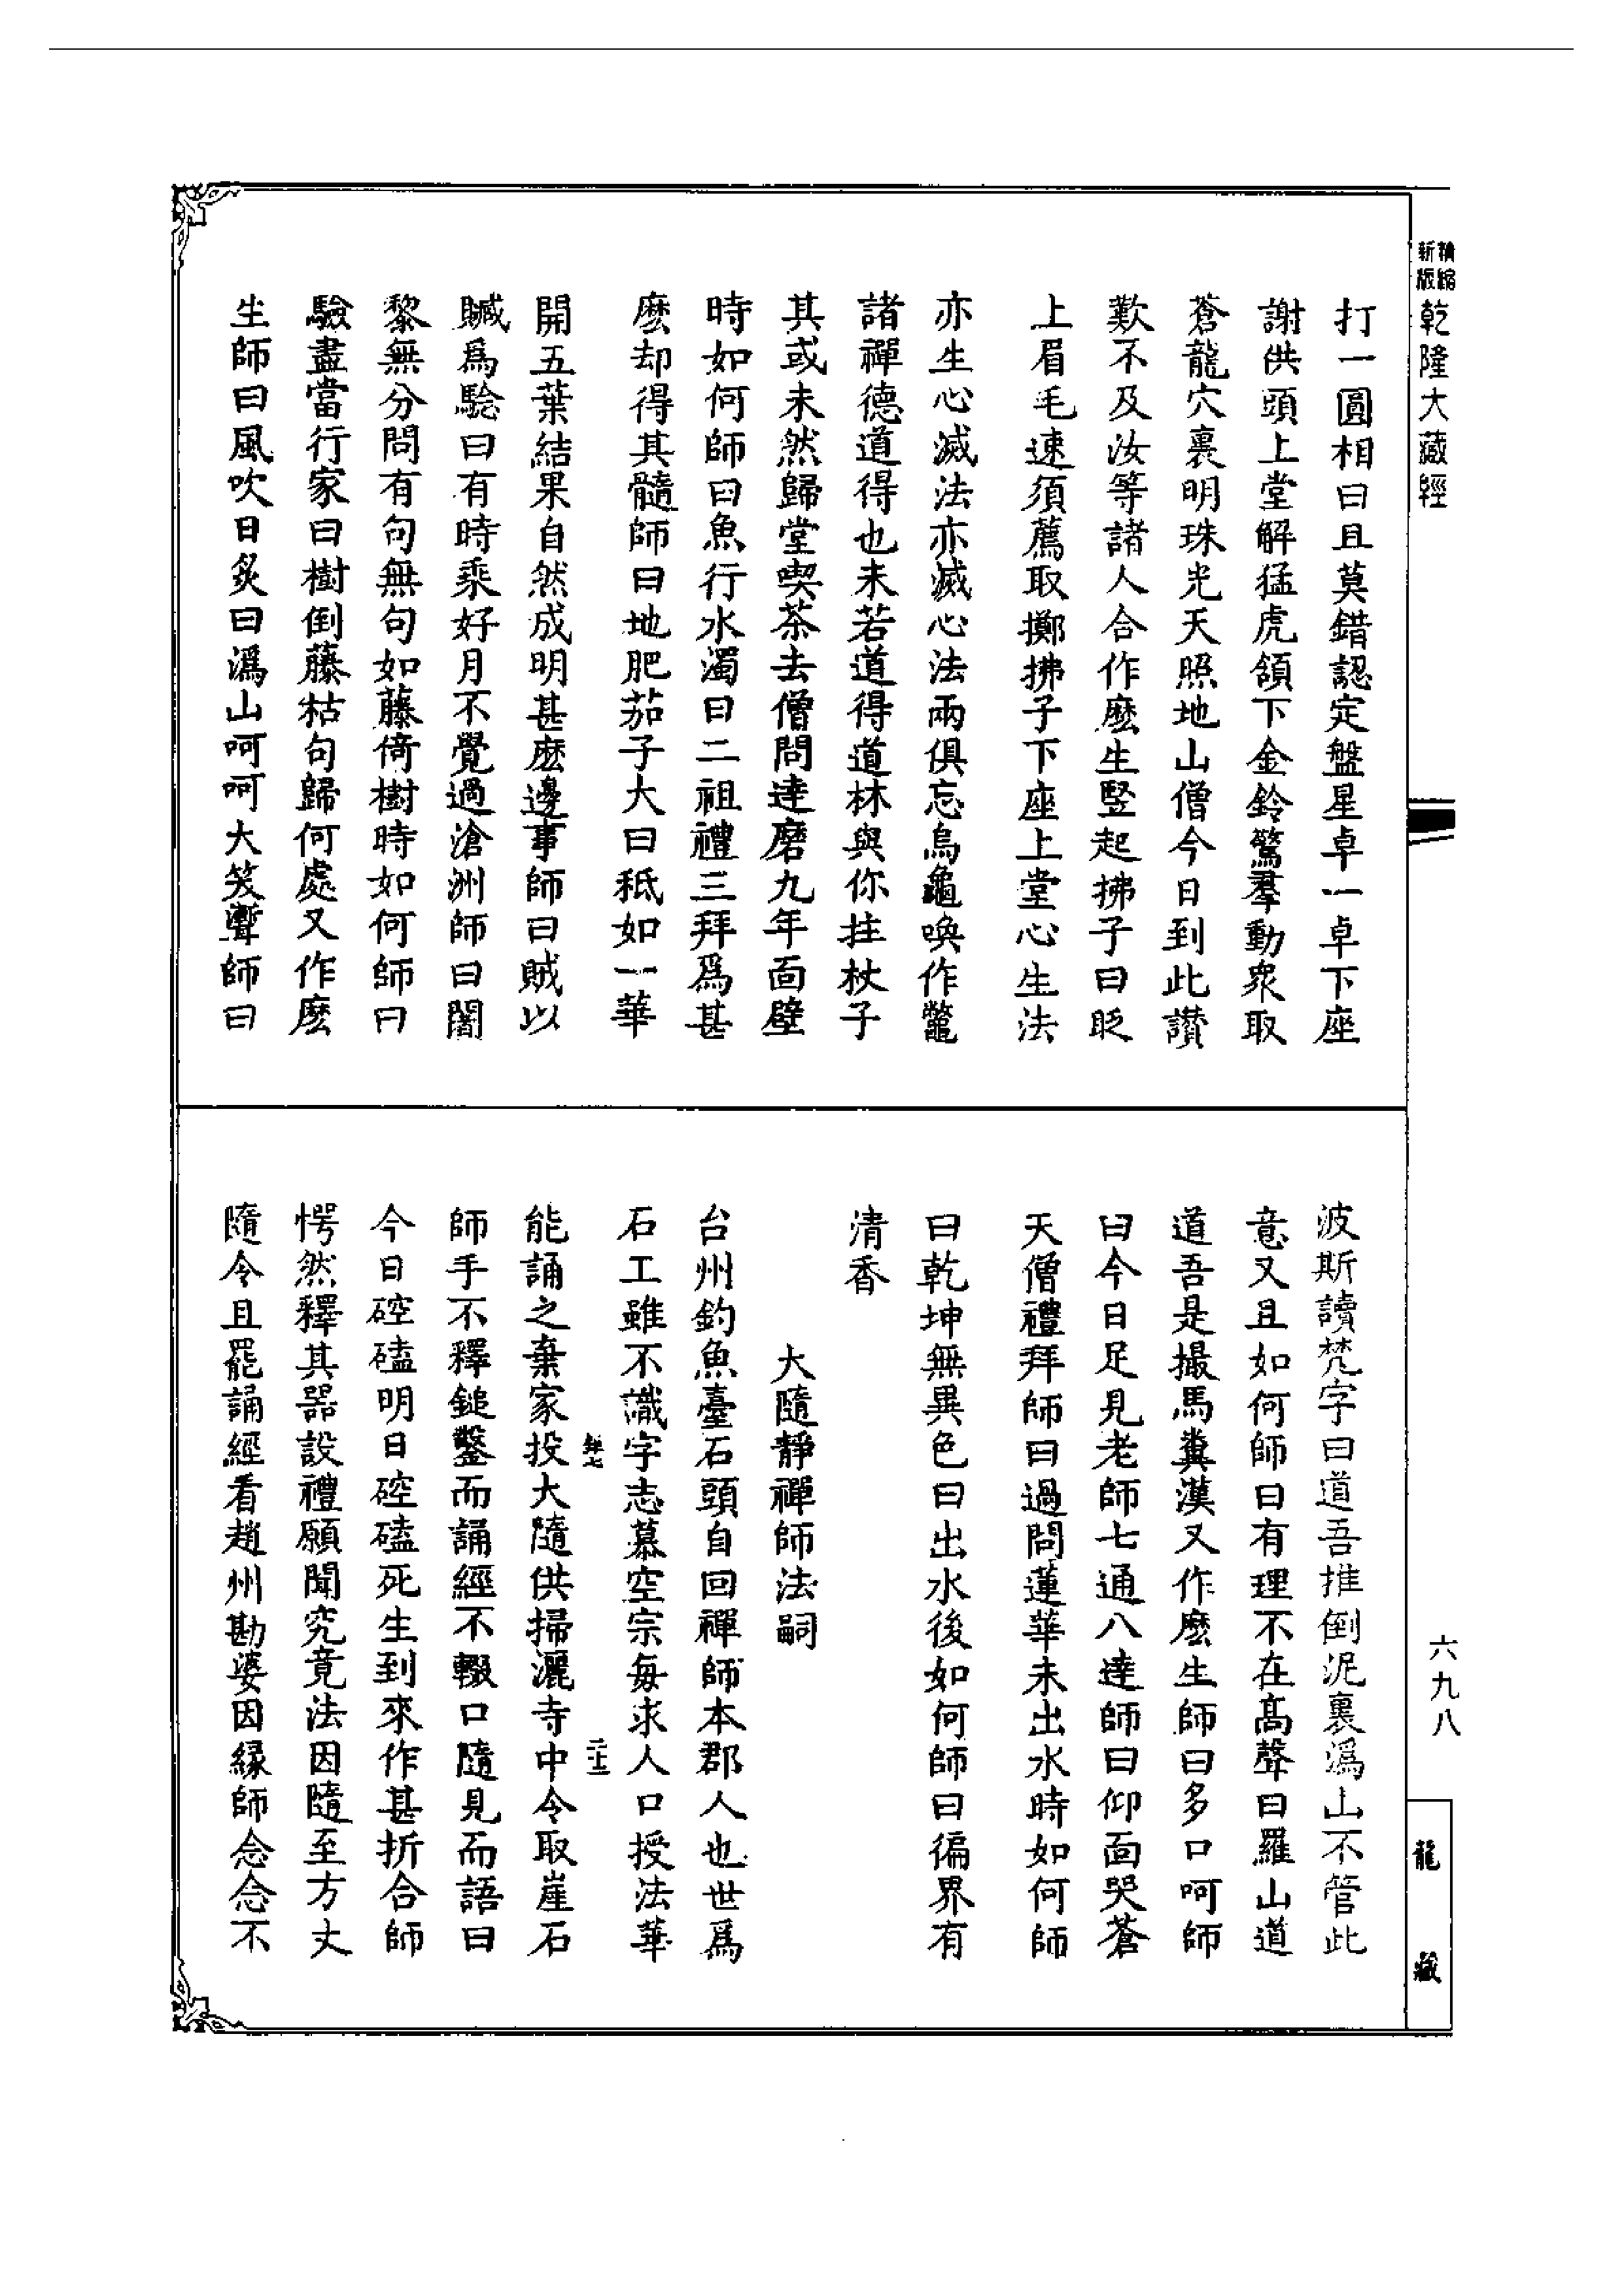 精縮新版乾隆大藏經
打一圓相曰且莫錯認定盤星卓一卓下座
謝供頭上堂解猛虎頷下金鈴驚羣動衆取
蒼龍穴裏明珠光天照地山僧今日到此讚
歎不及汝等諸人合作麽生竪起拂子曰眨
上眉毛速須薦取擲拂子下座上堂心生法
亦生心滅法亦滅心法兩俱忘烏龜喚作鼈
諸禪德道得也未若道得道林與你拄杖子
其或未然歸堂喫茶去僧問達磨九年面壁
時如何師曰魚行水濁曰二祖禮三拜爲甚
麽却得其髓師曰地肥茄子大曰秖如一華
開五葉結果自然成明甚麽邊事師曰賊以
贓爲驗曰有時乘好月不覺過滄洲師曰闍
黎無分問有句無句如藤倚樹時如何師曰
驗盡當行家曰樹倒藤枯句歸何處又作麽
生師曰風吹日炙曰潙山呵呵大笑聻師曰
波斯讀梵字曰道吾推倒泥裏潙山不管此
意又且如何師曰有理不在高聲曰羅山道
道吾是撮馬糞漢又作麽生師曰多口呵師
曰今日足見老師七通八達師曰仰面哭蒼
天僧禮拜師曰過問蓮華未出水時如何師
曰乾坤無異色曰出水後如何師曰徧界有
清香
大隨靜禪師法嗣
台州釣魚臺石頭自回禪師本郡人也世爲
石工雖不識字志慕空宗每求人口授法華
能誦之棄家投大隨供掃灑寺中令取崖石
師手不釋鎚鑿而誦經不輟口隨見而語曰
今日硿磕明日硿磕死生到來作甚折合師
愕然釋其器設禮願聞究竟法因隨至方丈
隨令且罷誦經看趙州勘婆因緣師念念不
六九八
龍藏